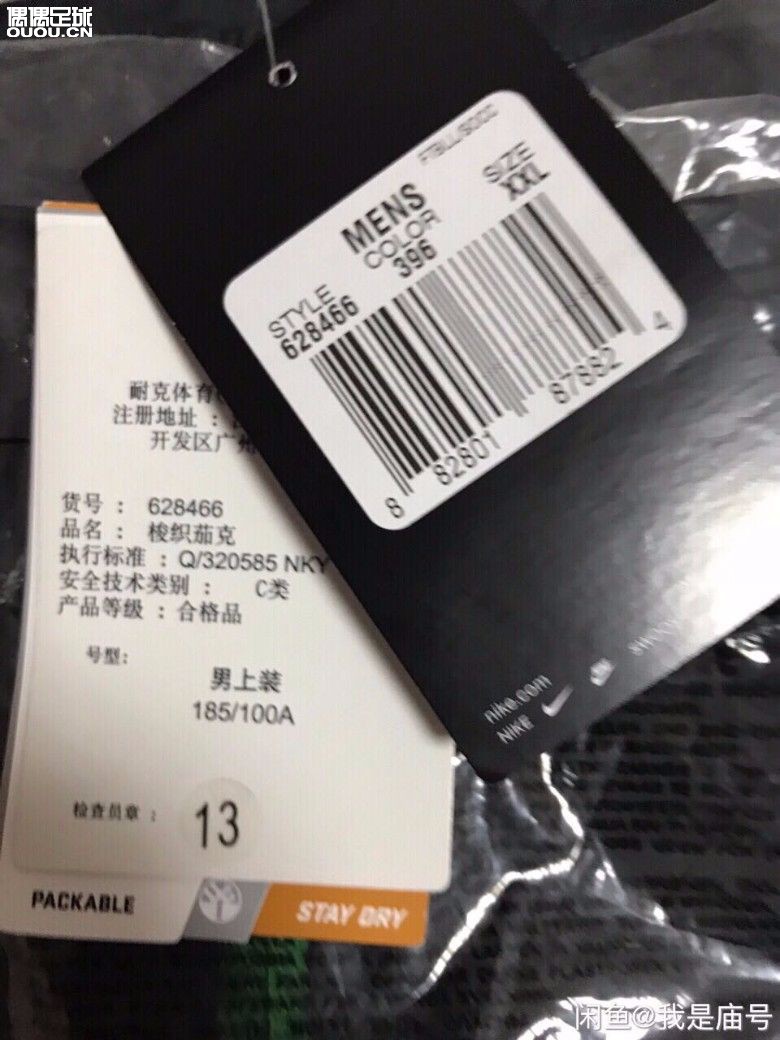 偶偶足球
OUOU.CN
FTBLL/SOCC
MENS
SIZE
XXL
COLOR
396
STYLE
628466
8 82801 87882 4
耐克体育
注册地址 ：
开发区广州
货号 ： 628466
品名 ： 梭织茄克
执行标准 ：Q/320585 NKY
安全技术类别 ： C类
产品等级 ：合格品
号型:
男上装
185/100A
检查员章 ： 13
PACKABLE
STAY DRY
nike.com
NIKE
闲鱼@我是庙号